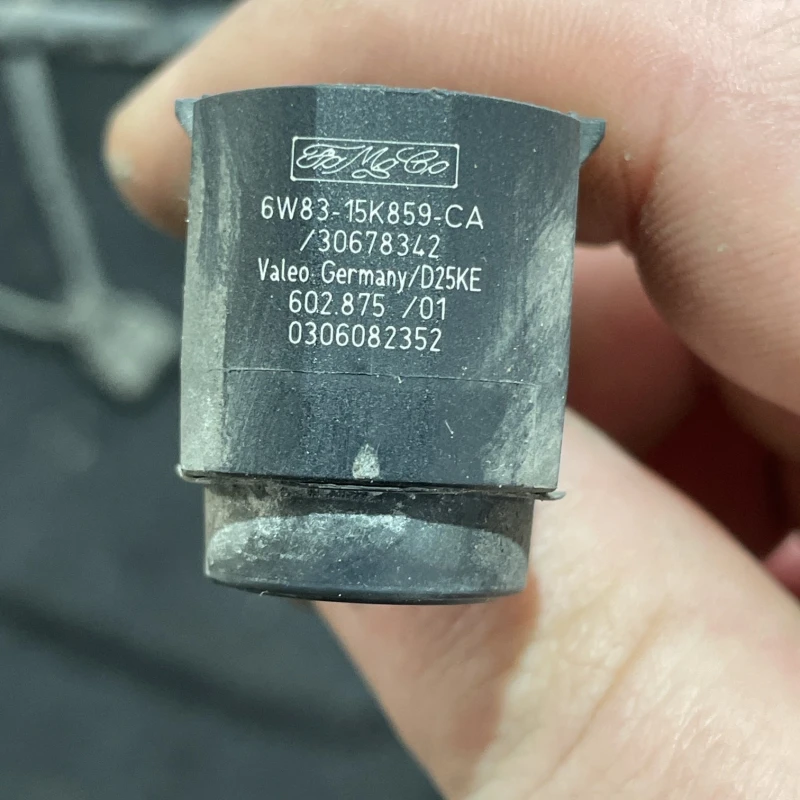 FoMoCo
6W83-15K859-CA
/30678342
Valeo Germany/D25KE
602.875 /01
0306082352